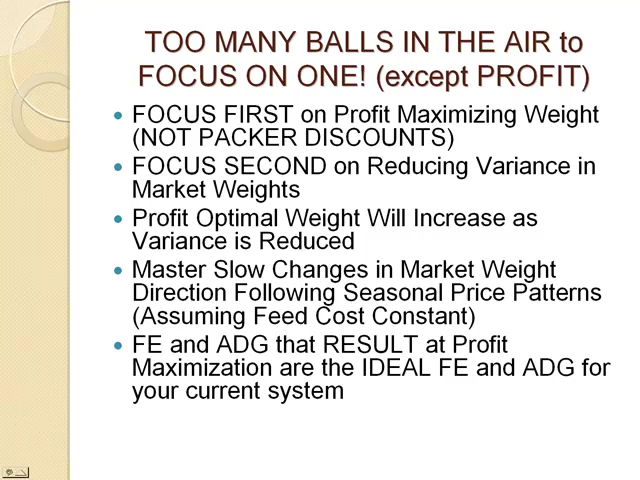 TOO MANY BALLS IN THE AIR to
FOCUS ON ONE! (except PROFIT)
• FOCUS FIRST on Profit Maximizing Weight
(NOT PACKER DISCOUNTS)
• FOCUS SECOND on Reducing Variance in
Market Weights
• Profit Optimal Weight Will Increase as
Variance is Reduced
• Master Slow Changes in Market Weight
Direction Following Seasonal Price Patterns
(Assuming Feed Cost Constant)
• FE and ADG that RESULT at Profit
Maximization are the IDEAL FE and ADG for
your current system